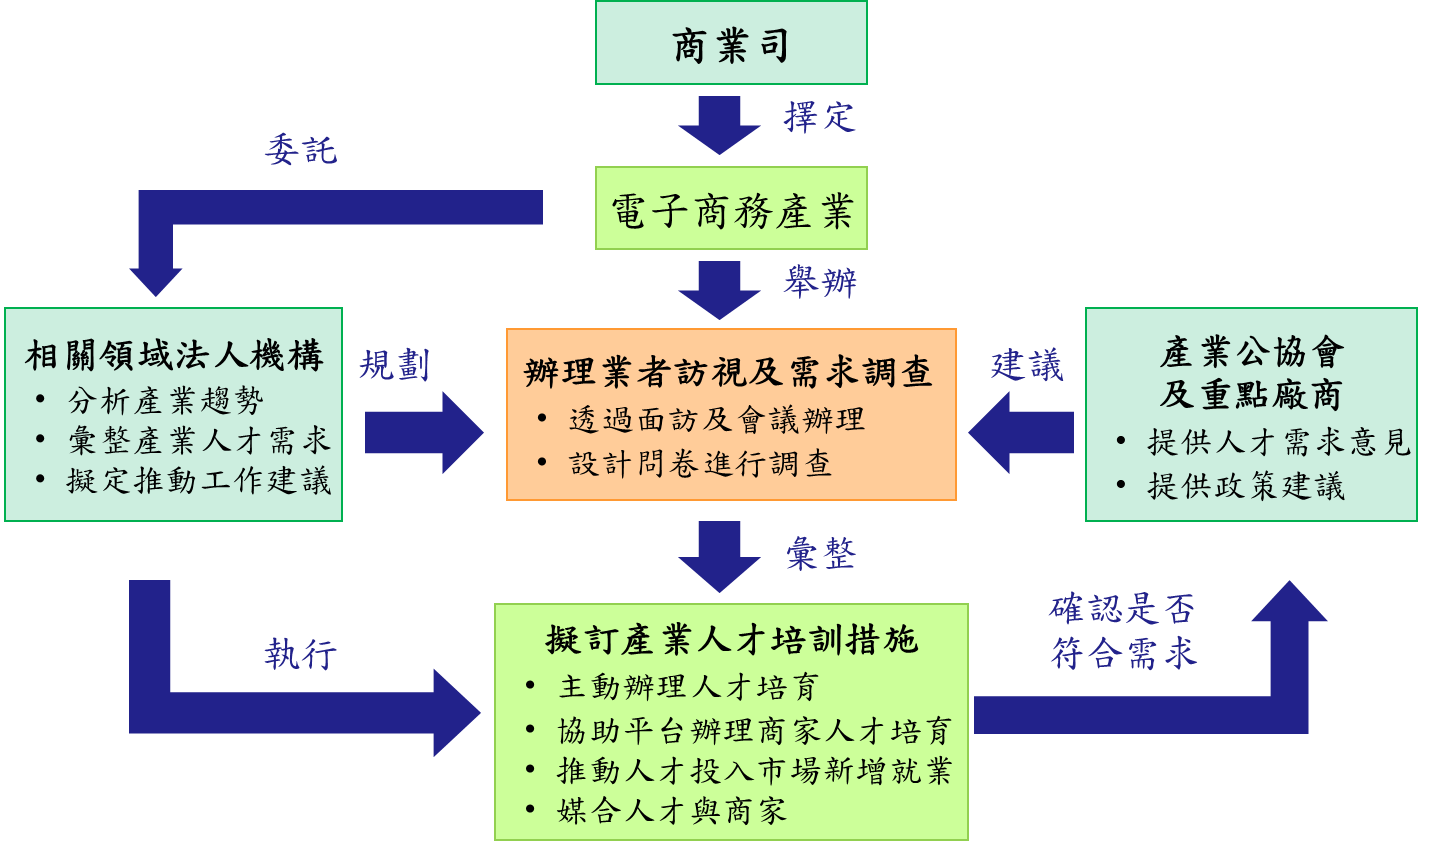 商業司
擇定
委託
電子商務產業
舉辦
相關領域法人機構
• 分析產業趨勢
• 彙整產業人才需求
• 擬定推動工作建議
規劃
辦理業者訪視及需求調查
• 透過面訪及會議辦理
• 設計問卷進行調查
建議
產業公協會
及重點廠商
• 提供人才需求意見
• 提供政策建議
彙整
執行
擬訂產業人才培訓措施
• 主動辦理人才培育
• 協助平台辦理商家人才培育
• 推動人才投入市場新增就業
• 媒合人才與商家
確認是否
符合需求